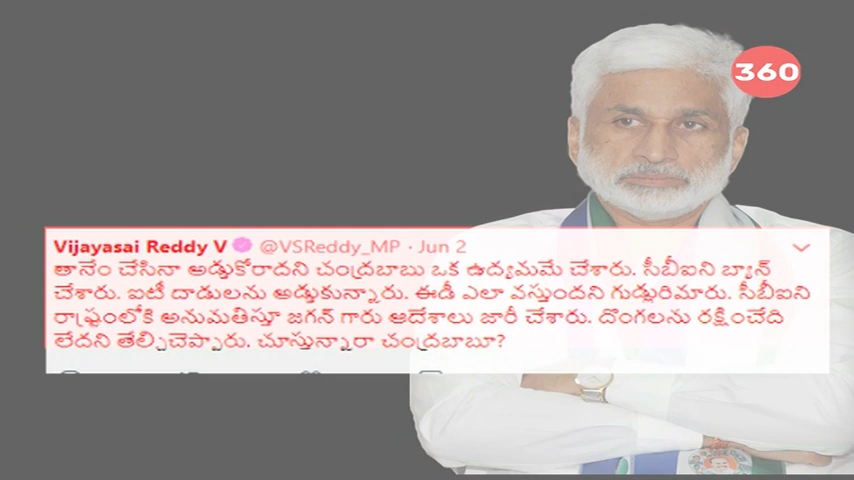 360
Vijayasai Reddy V @VSReddy_MP · Jun 2
తానేం చేసినా అడ్డుకోరాదని చంద్రబాబు ఒక ఉద్యమమే చేశారు. సీబీఐని బ్యాన్
చేశారు. ఐటీ దాడులను అడ్డుకున్నారు. ఈడీ ఎలా వస్తుందని గుడ్లురిమారు. సీబీఐని
రాష్ట్రంలోకి అనుమతిస్తూ జగన్ గారు ఆదేశాలు జారీ చేశారు. దొంగలను రక్షించేది
లేదని తేల్చిచెప్పారు. చూస్తున్నారా చంద్రబాబూ?